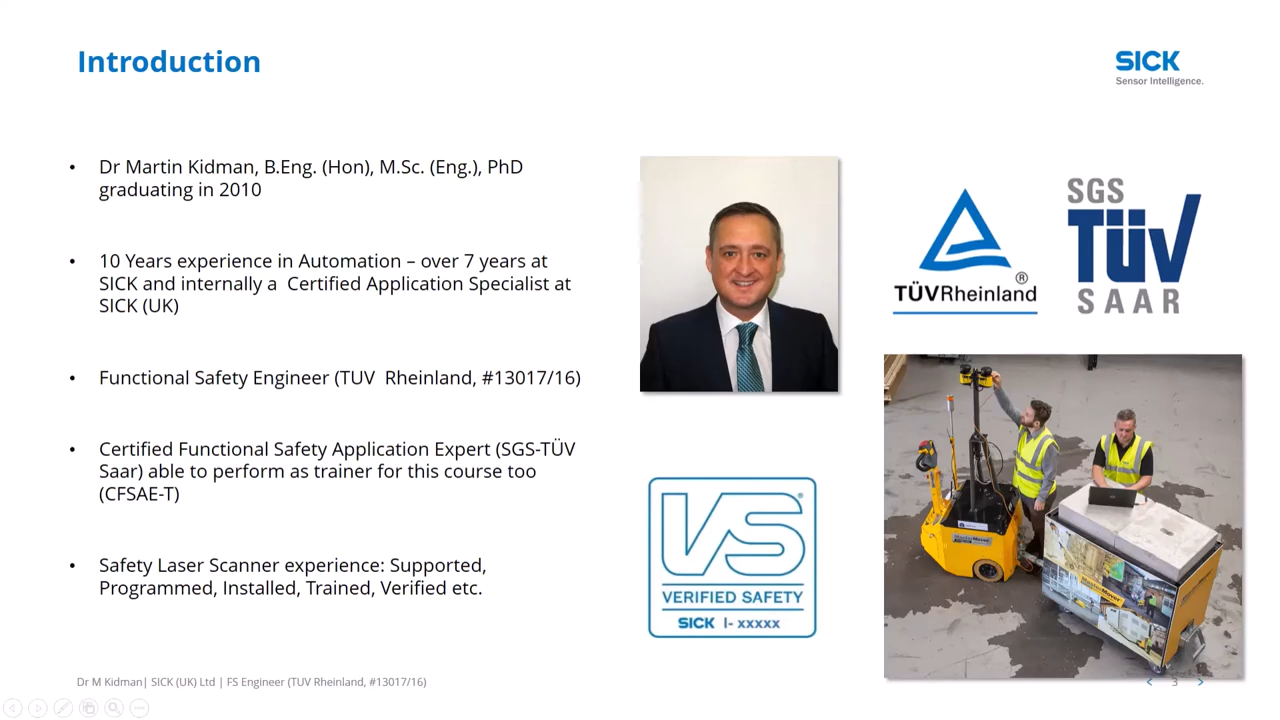 Introduction
SICK
Sensor Intelligence.
• Dr Martin Kidman, B.Eng. (Hon), M.Sc. (Eng.), PhD
graduating in 2010
• 10 Years experience in Automation – over 7 years at
SICK and internally a  Certified Application Specialist at
SICK (UK)
• Functional Safety Engineer (TUV  Rheinland, #13017/16)
• Certified Functional Safety Application Expert (SGS-TÜV
Saar) able to perform as trainer for this course too
(CFSAE-T)
• Safety Laser Scanner experience: Supported,
Programmed, Installed, Trained, Verified etc.
TÜVRheinland®
SGS
TÜV
SAAR
VS®
VERIFIED SAFETY
SICK I- xxxxx
MasterMover
Dr M Kidman| SICK (UK) Ltd | FS Engineer (TUV Rheinland, #13017/16)
3